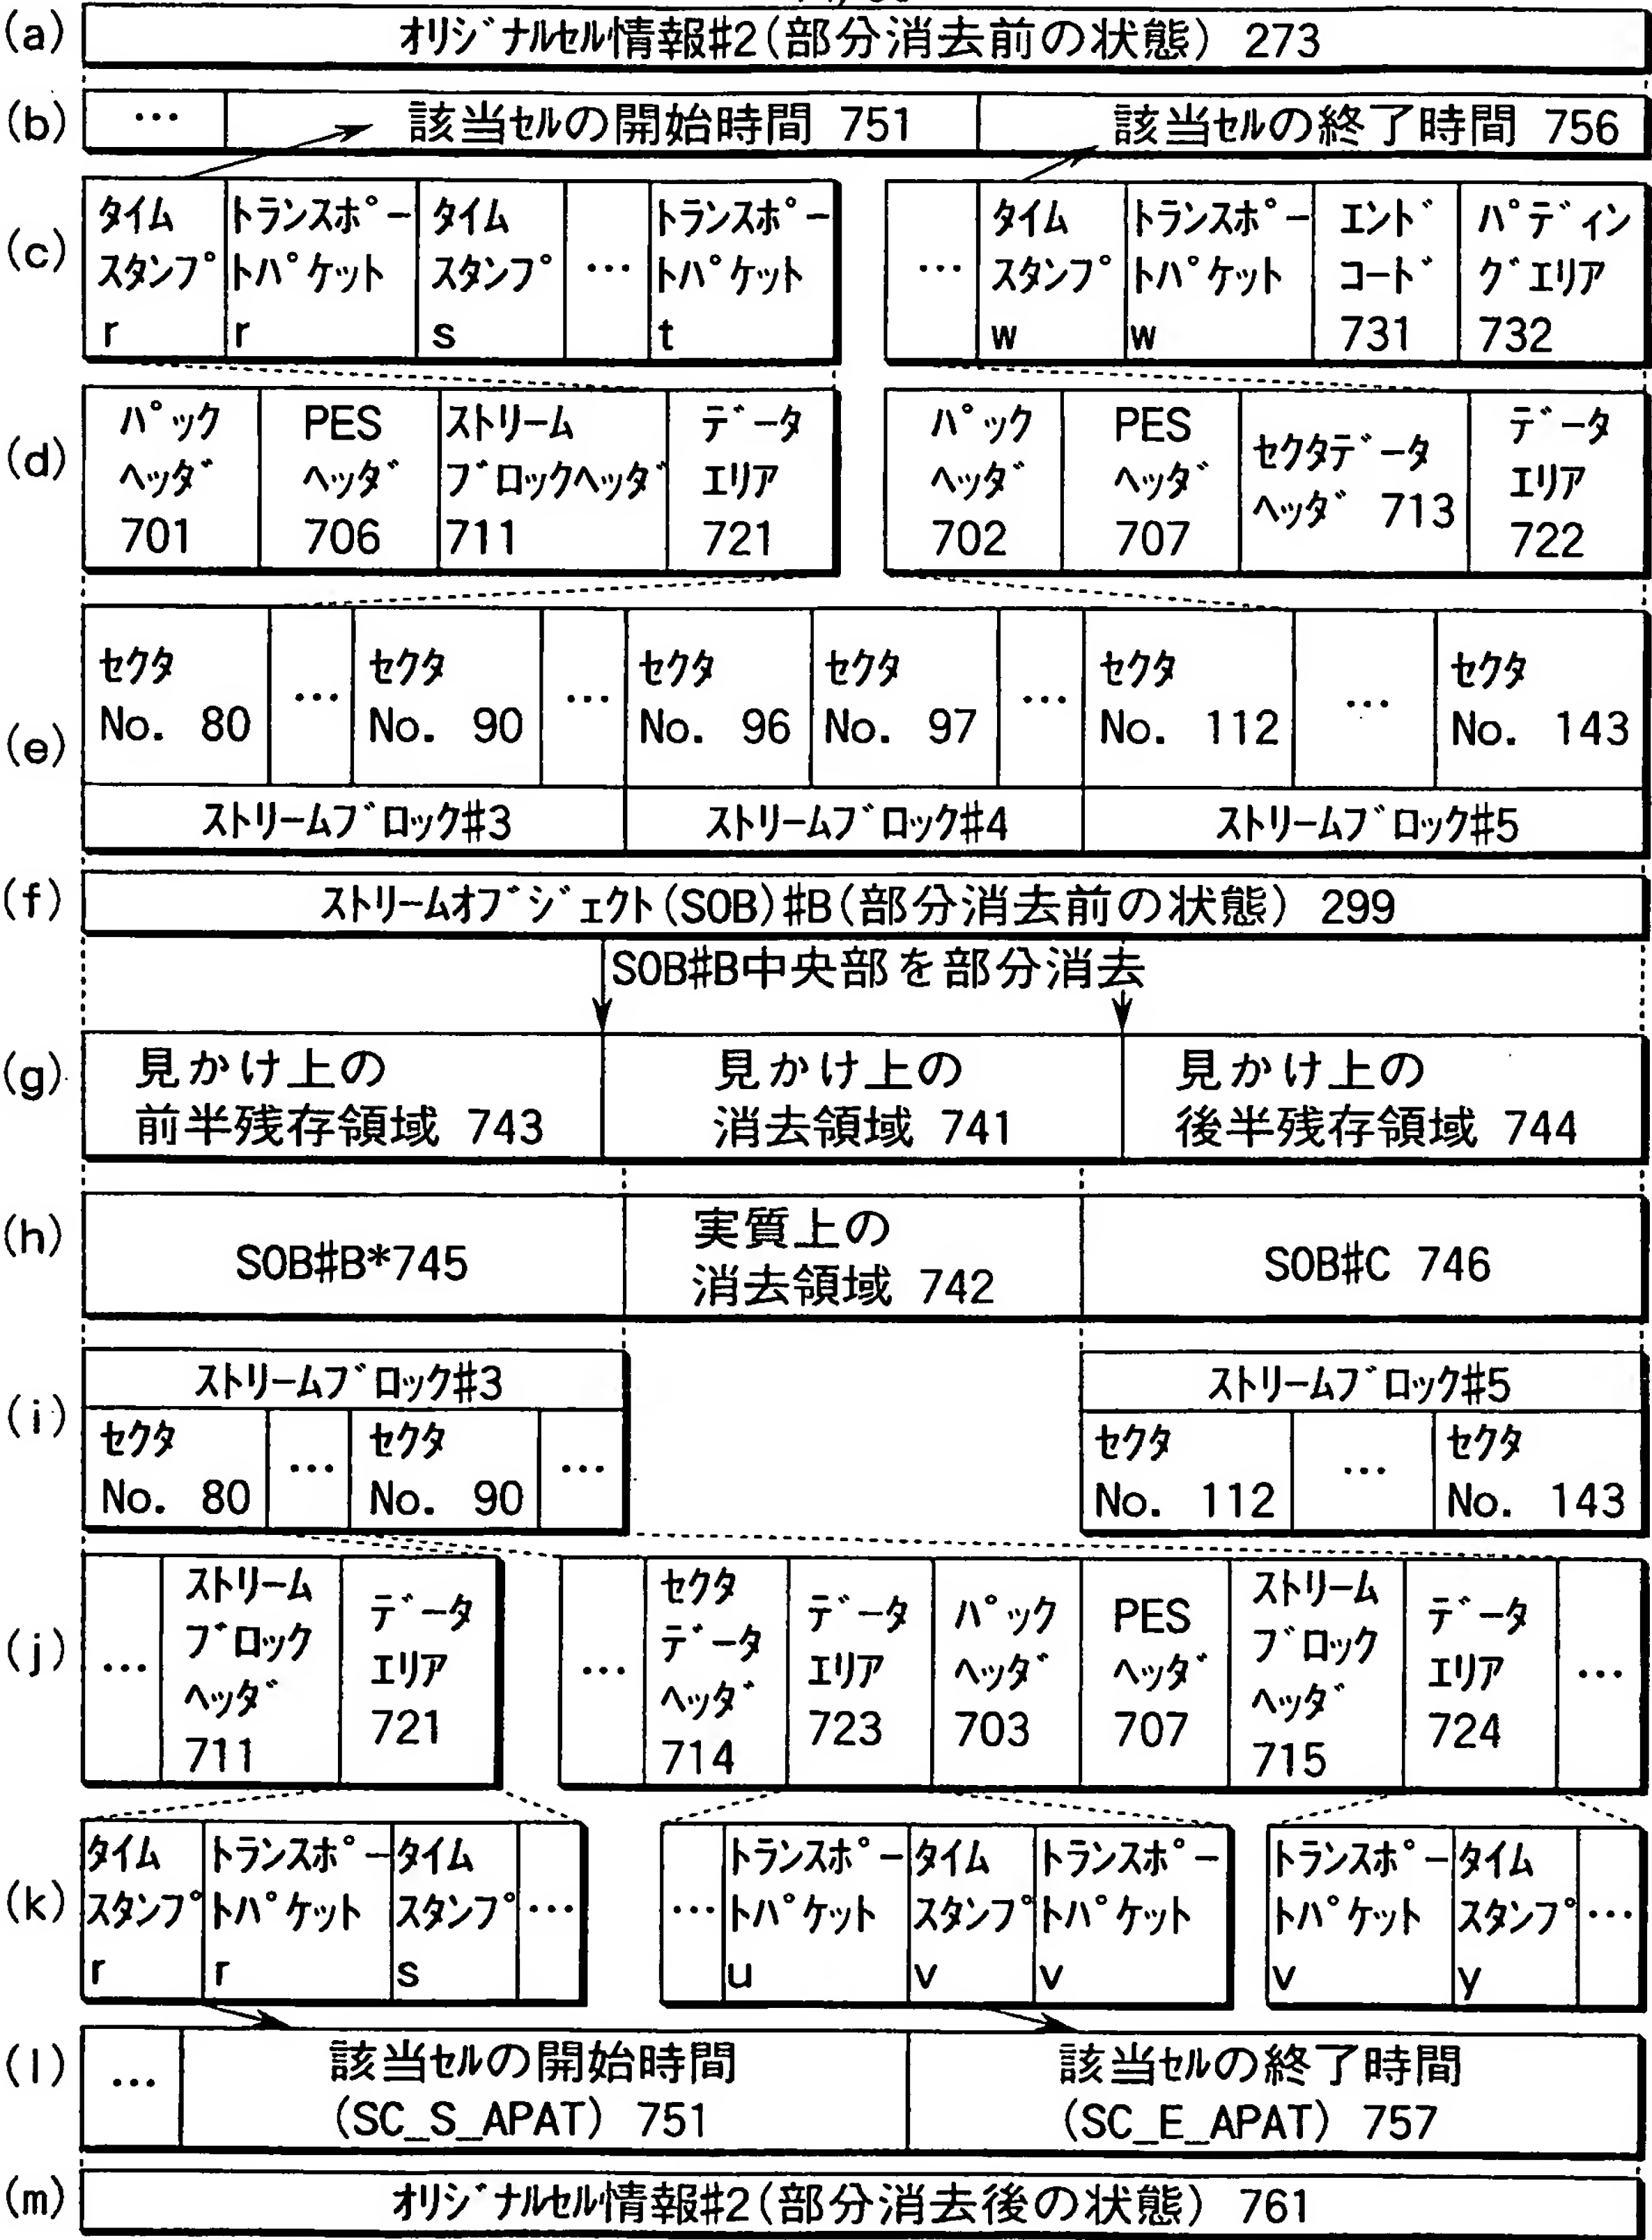 (a) オリジナルセル情報#2(部分消去前の状態) 273
(b) … 該当セルの開始時間 751 該当セルの終了時間 756
(c)
タイム
スタンプ
r
トランスポー
トパケット
r
タイム
スタンプ
s
…
トランスポー
トパケット
t
…
タイム
スタンプ
w
トランスポー
トパケット
w
エンド
コード
731
パディン
グエリア
732
(d)
パック
ヘッダ
701
PES
ヘッダ
706
ストリーム
ブロックヘッダ
711
データ
エリア
721
パック
ヘッダ
702
PES
ヘッダ
707
セクタデータ
ヘッダ 713
データ
エリア
722
(e)
セクタ
No. 80
…
セクタ
No. 90
…
セクタ
No. 96
セクタ
No. 97
…
セクタ
No. 112
…
セクタ
No. 143
ストリームブロック#3
ストリームブロック#4
ストリームブロック#5
(f) ストリームオブジェクト(SOB)#B(部分消去前の状態) 299
SOB#B中央部を部分消去
(g)
見かけ上の
前半残存領域 743
見かけ上の
消去領域 741
見かけ上の
後半残存領域 744
(h)
SOB#B*745
実質上の
消去領域 742
SOB#C 746
(i)
ストリームブロック#3
セクタ
No. 80
…
セクタ
No. 90
…
ストリームブロック#5
セクタ
No. 112
…
セクタ
No. 143
(j)
…
ストリーム
ブロック
ヘッダ
711
データ
エリア
721
…
セクタ
データ
ヘッダ
714
データ
エリア
723
パック
ヘッダ
703
PES
ヘッダ
707
ストリーム
ブロック
ヘッダ
715
データ
エリア
724
…
(k)
タイム
スタンプ
r
トランスポー
トパケット
r
タイム
スタンプ
s
…
…
トランスポー
トパケット
u
タイム
スタンプ
v
トランスポー
トパケット
v
トランスポー
トパケット
v
タイム
スタンプ
y
…
(l)
…
該当セルの開始時間
(SC_S_APAT) 751
該当セルの終了時間
(SC_E_APAT) 757
(m) オリジナルセル情報#2(部分消去後の状態) 761